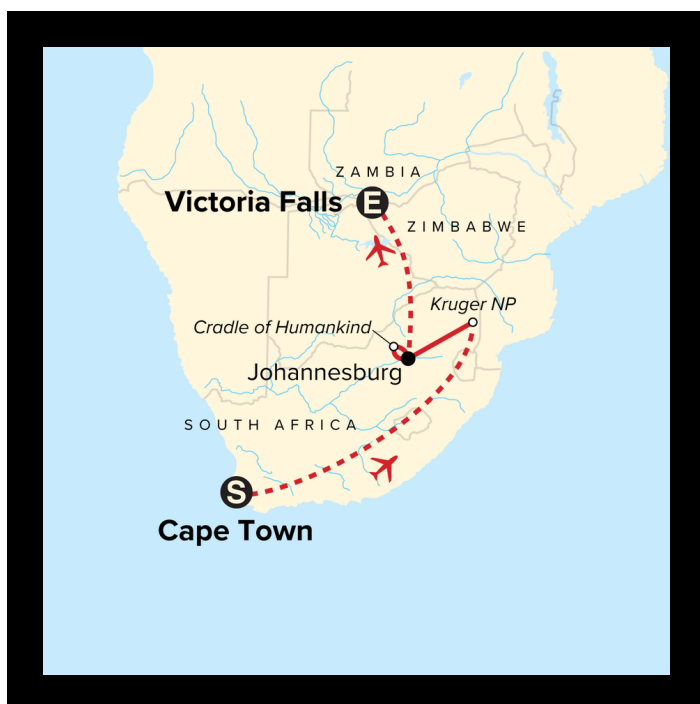 ZAMBIA
Victoria Falls
E
ZIMBABWE
Kruger NP
Cradle of Humankind
Johannesburg
SOUTH AFRICA
S
Cape Town